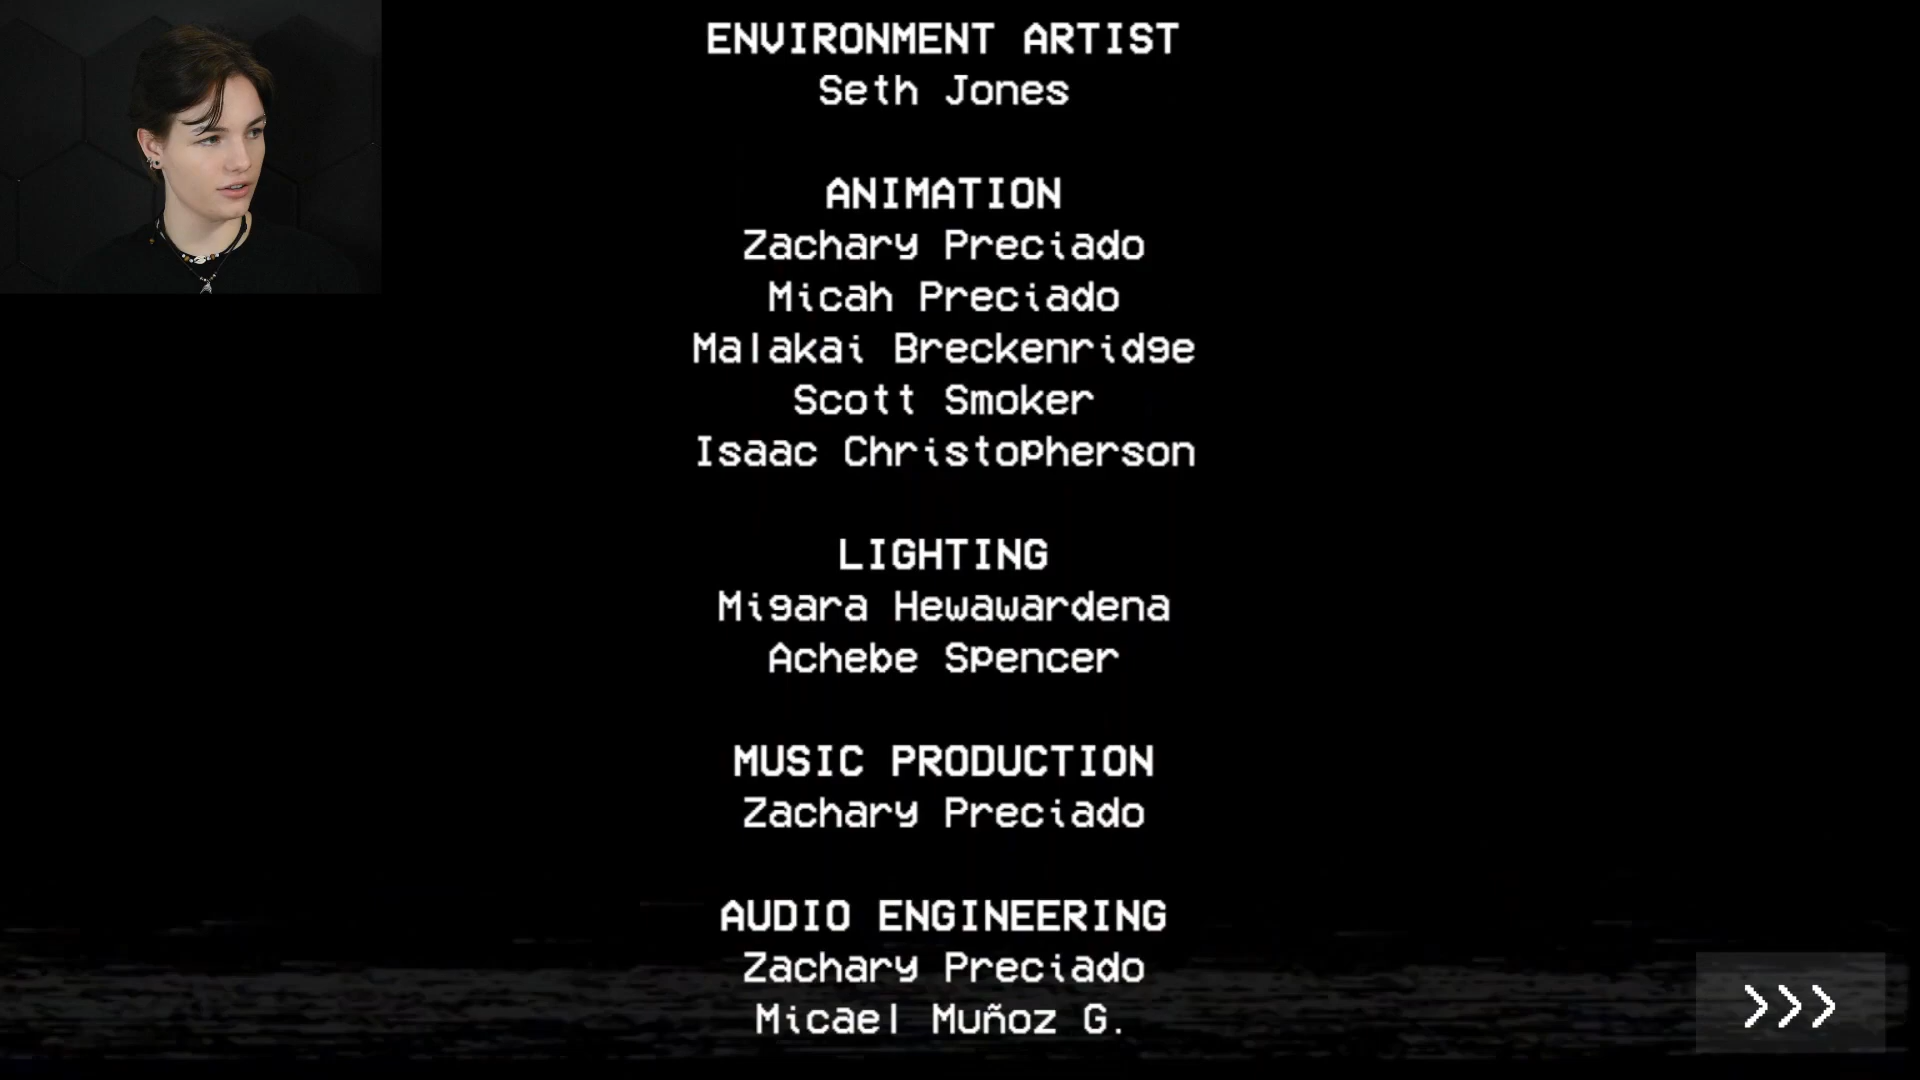 ENVIRONMENT ARTIST
Seth Jones
ANIMATION
Zachary Preciado
Micah Preciado
Malakai Breckenridge
Scott Smoker
Isaac Christopherson
LIGHTING
Migara Hewawardena
Achebe Spencer
MUSIC PRODUCTION
Zachary Preciado
AUDIO ENGINEERING
Zachary Preciado
Micael Muñoz G.
>>>